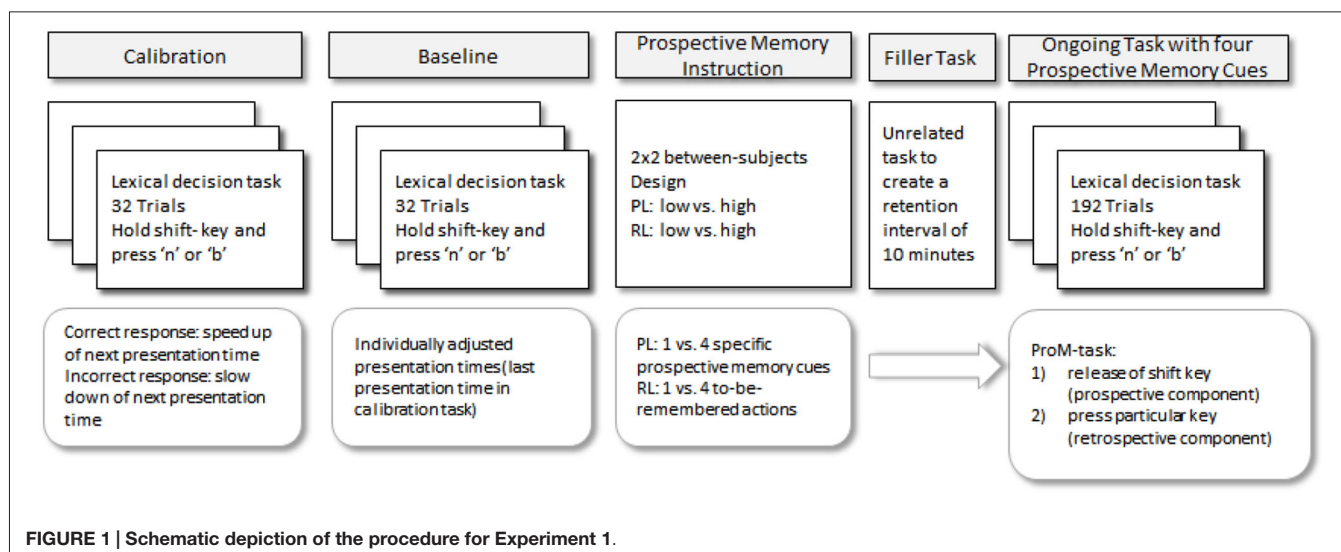 Calibration
Baseline
Prospective Memory
Instruction
Filler Task
Ongoing Task with four
Prospective Memory Cues
Lexical decision task
32 Trials
Hold shift-key and
press 'n' or 'b'
Lexical decision task
32 Trials
Hold shift-key and
press 'n' or 'b'
2x2 between-subjects
Design
PL: low vs. high
RL: low vs. high
Unrelated
task to
create a
retention
interval of
10 minutes
Lexical decision task
192 Trials
Hold shift-key and
press 'n' or 'b'
Correct response: speed up
of next presentation time
Incorrect response: slow
down of next presentation
time
Individually adjusted
presentation times(last
presentation time in
calibration task)
PL: 1 vs. 4 specific
prospective memory cues
RL: 1 vs. 4 to-be-
remembered actions
ProM-task:
1) release of shift key
(prospective component)
2) press particular key
(retrospective component)
FIGURE 1 | Schematic depiction of the procedure for Experiment 1.